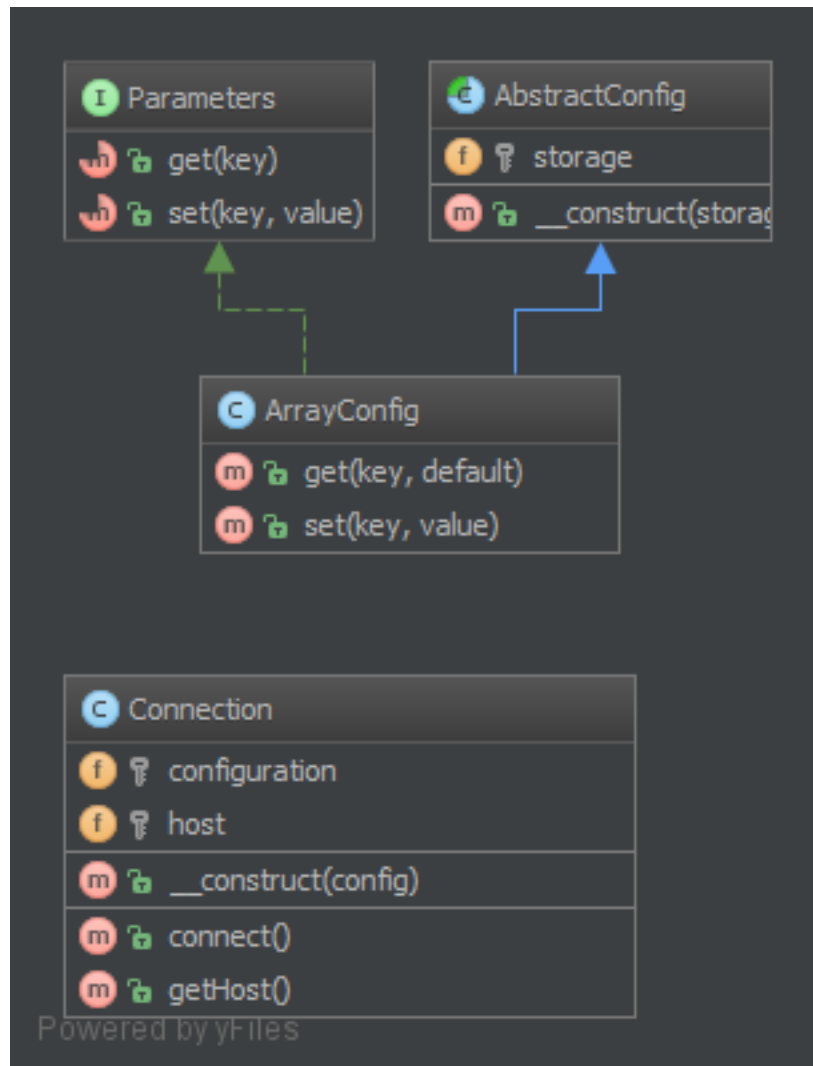 Parameters
get(key)
set(key, value)
AbstractConfig
storage
__construct(storag
ArrayConfig
get(key, default)
set(key, value)
Connection
configuration
host
__construct(config)
connect()
getHost()
Powered by yFiles